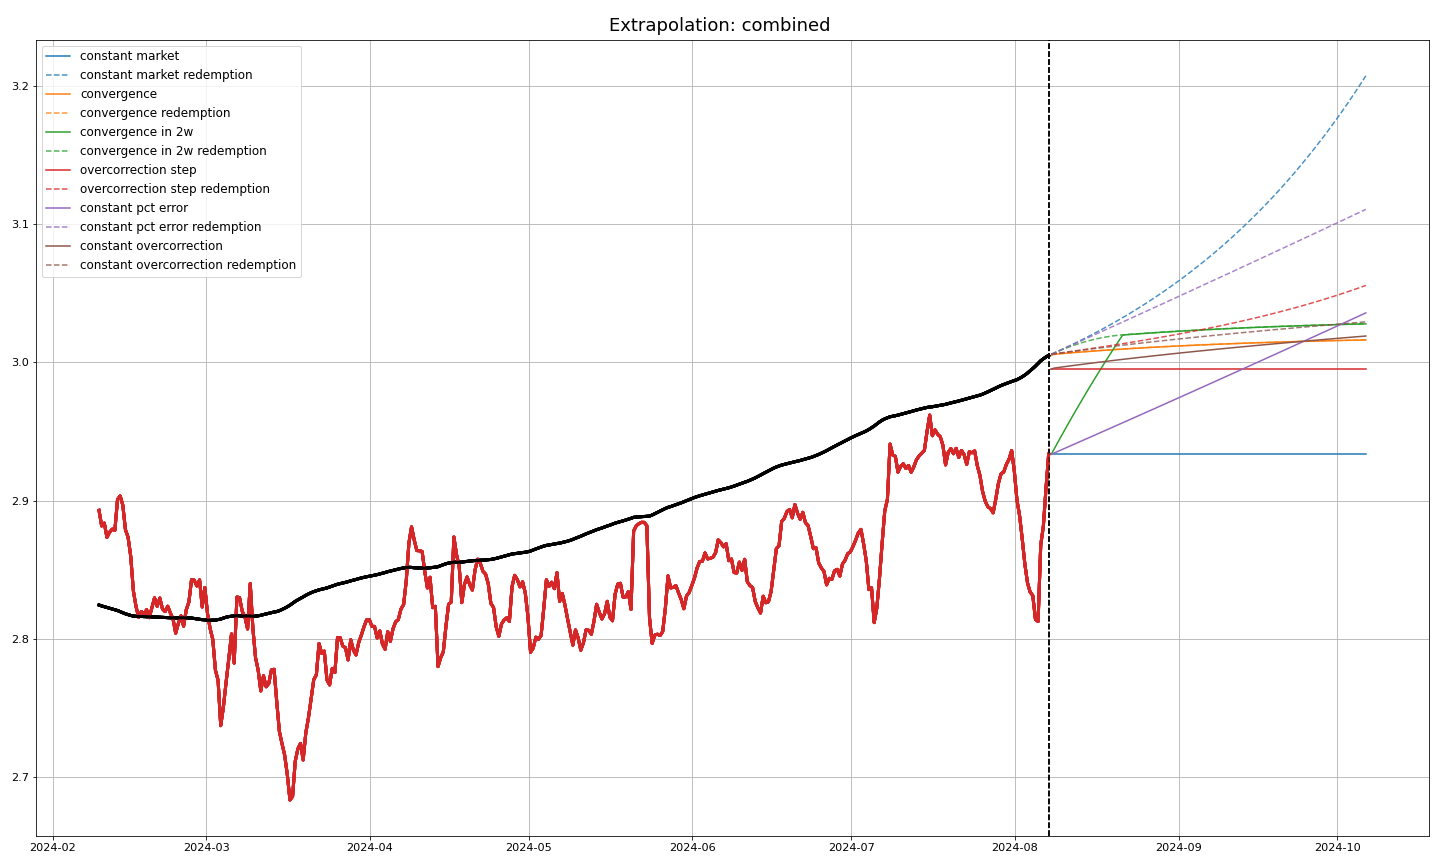 Extrapolation: combined
constant market
constant market redemption
convergence
convergence redemption
convergence in 2w
convergence in 2w redemption
overcorrection step
overcorrection step redemption
constant pct error
constant pct error redemption
constant overcorrection
constant overcorrection redemption
3.2
3.1
3.0
2.9
2.8
2.7
2024-02 2024-03 2024-04 2024-05 2024-06 2024-07 2024-08 2024-09 2024-10